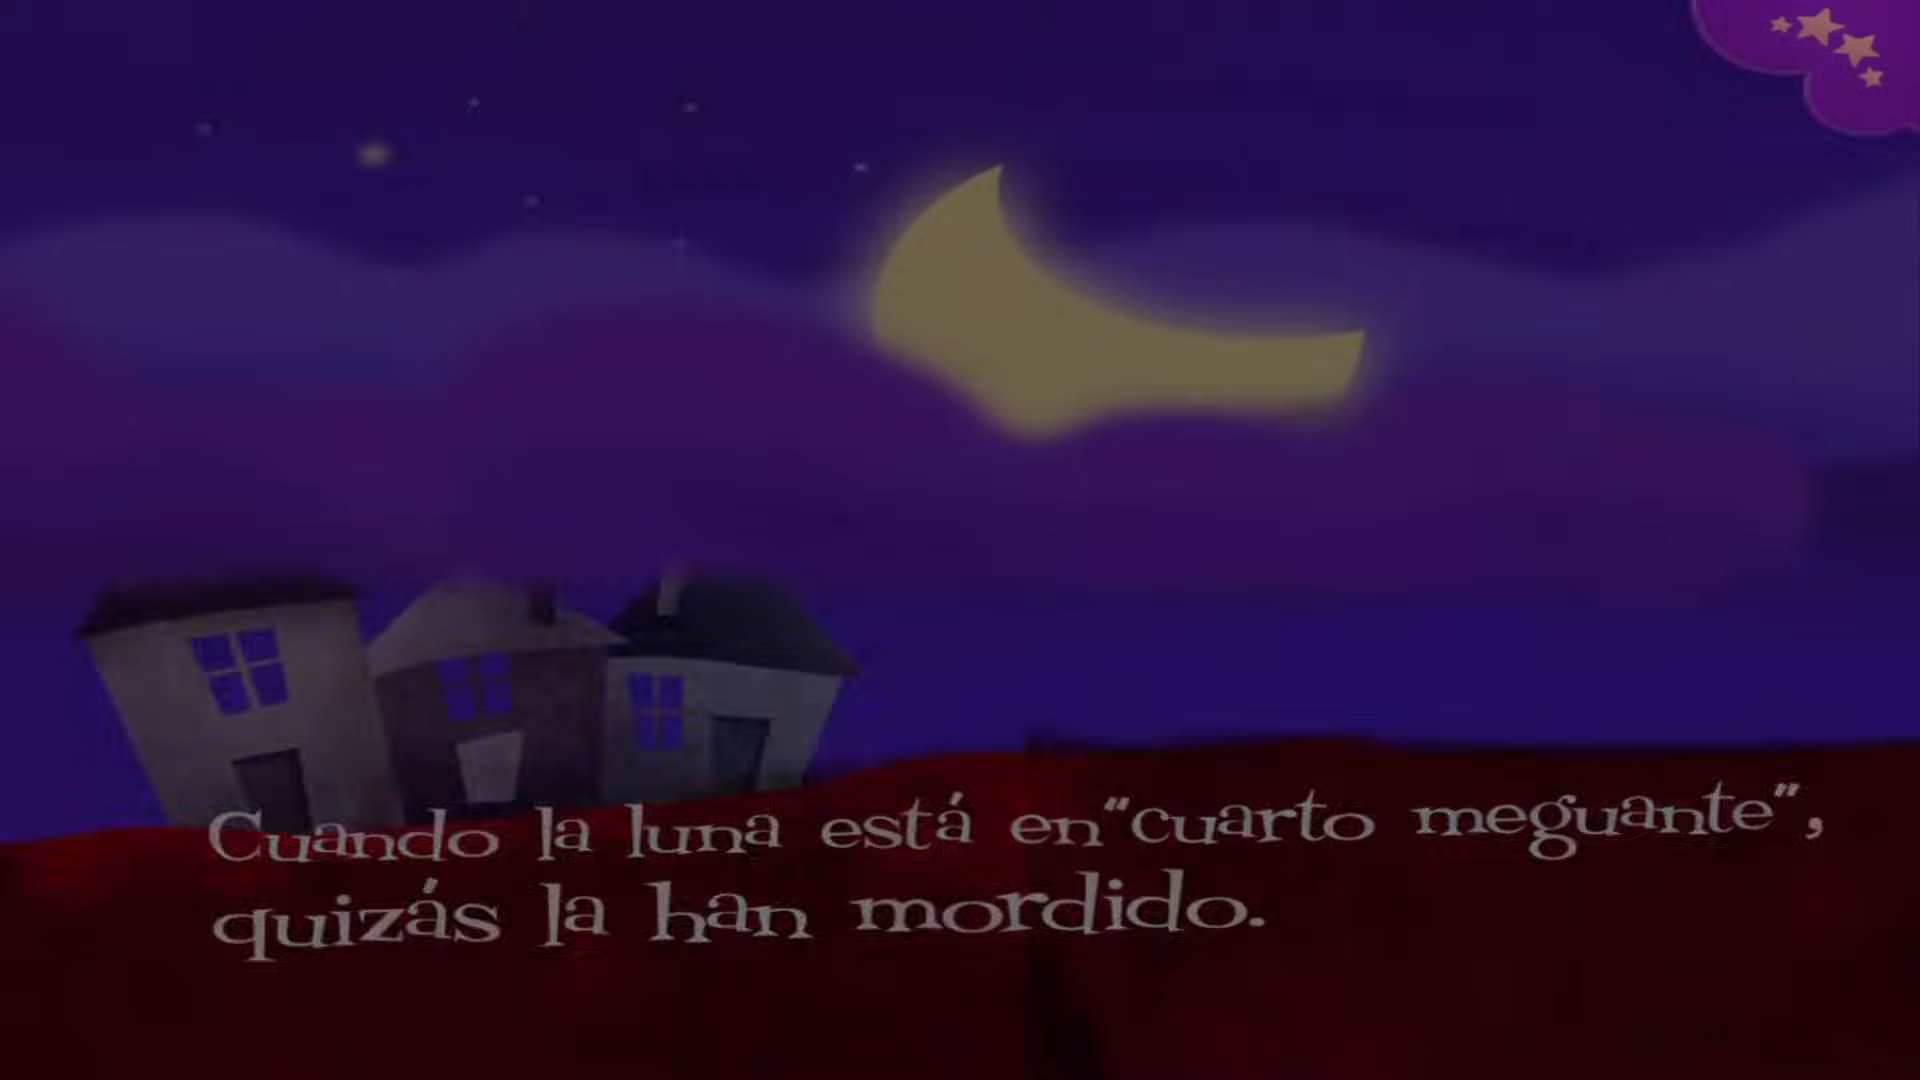 Cuando la luna está en“cuarto meguante”,
quizás la han mordido.